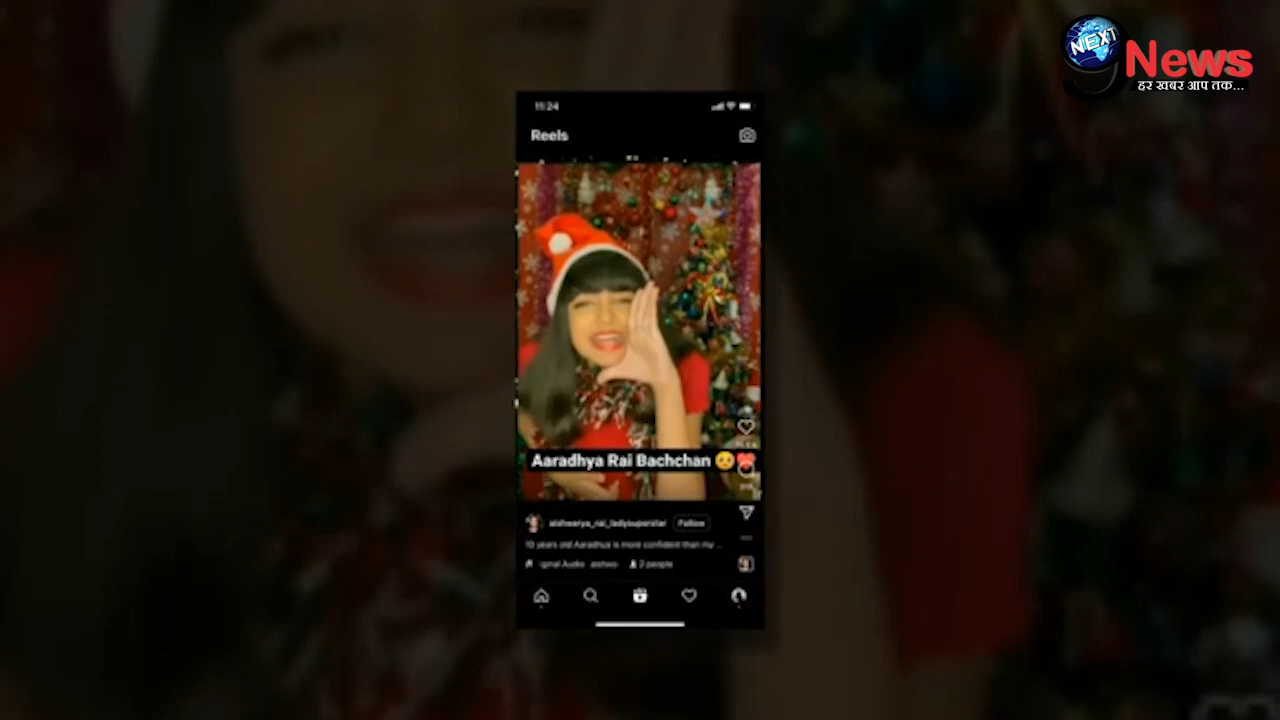 NEXT
News
हर खबर आप तक...
11:24
Reels
Aaradhya Rai Bachchan
aishwarya_rai_ladysuperstar
Follow
10 years old Aaradhya is more confident than my ...
2 people